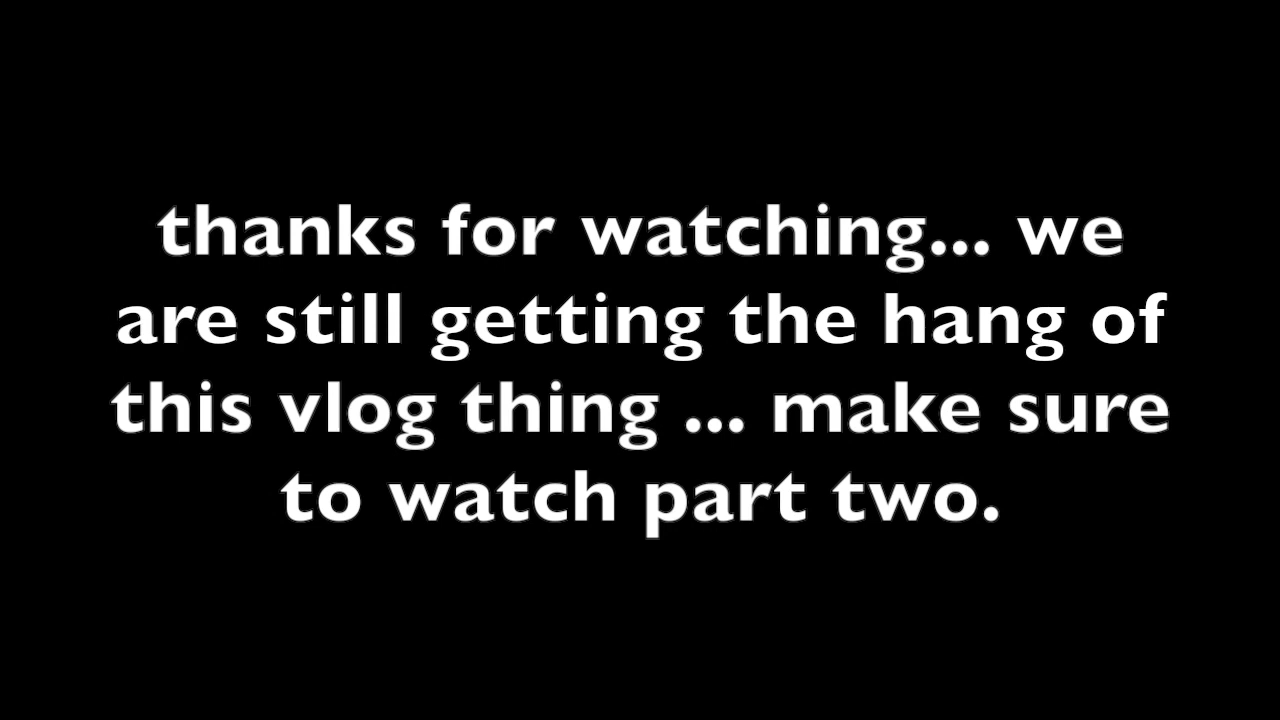 thanks for watching... we
are still getting the hang of
this vlog thing ... make sure
to watch part two.